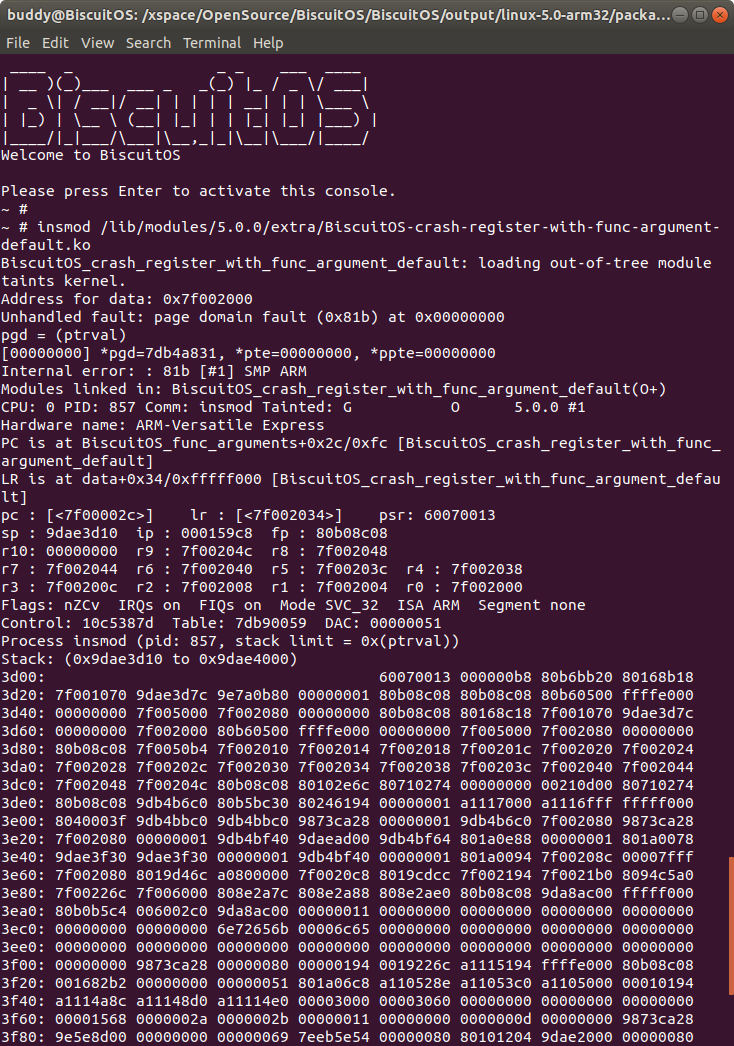 buddy@BiscuitOS: /xspace/OpenSource/BiscuitOS/BiscuitOS/output/linux-5.0-arm32/packa...
File Edit View Search Terminal Help
BiscuitOS
Welcome to BiscuitOS
Please press Enter to activate this console.
~ #
~ # insmod /lib/modules/5.0.0/extra/BiscuitOS-crash-register-with-func-argument-
default.ko
BiscuitOS_crash_register_with_func_argument_default: loading out-of-tree module
taints kernel.
Address for data: 0x7f002000
Unhandled fault: page domain fault (0x81b) at 0x00000000
pgd = (ptrval)
[00000000] *pgd=7db4a831, *pte=00000000, *ppte=00000000
Internal error: : 81b [#1] SMP ARM
Modules linked in: BiscuitOS_crash_register_with_func_argument_default(O+)
CPU: 0 PID: 857 Comm: insmod Tainted: G           O      5.0.0 #1
Hardware name: ARM-Versatile Express
PC is at BiscuitOS_func_arguments+0x2c/0xfc [BiscuitOS_crash_register_with_func_
argument_default]
LR is at data+0x34/0xfffff000 [BiscuitOS_crash_register_with_func_argument_defau
lt]
pc : [<7f00002c>]    lr : [<7f002034>]    psr: 60070013
sp : 9dae3d10  ip : 000159c8  fp : 80b08c08
r10: 00000000  r9 : 7f00204c  r8 : 7f002048
r7 : 7f002044  r6 : 7f002040  r5 : 7f00203c  r4 : 7f002038
r3 : 7f00200c  r2 : 7f002008  r1 : 7f002004  r0 : 7f002000
Flags: nZCv  IRQs on  FIQs on  Mode SVC_32  ISA ARM  Segment none
Control: 10c5387d  Table: 7db90059  DAC: 00000051
Process insmod (pid: 857, stack limit = 0x(ptrval))
Stack: (0x9dae3d10 to 0x9dae4000)
3d00:                                     60070013 000000b8 80b6bb20 80168b18
3d20: 7f001070 9dae3d7c 9e7a0b80 00000001 80b08c08 80b08c08 80b60500 ffffe000
3d40: 00000000 7f005000 7f002080 00000000 80b08c08 80168c18 7f001070 9dae3d7c
3d60: 00000000 7f002000 80b60500 ffffe000 00000000 7f005000 7f002080 00000000
3d80: 80b08c08 7f0050b4 7f002010 7f002014 7f002018 7f00201c 7f002020 7f002024
3da0: 7f002028 7f00202c 7f002030 7f002034 7f002038 7f00203c 7f002040 7f002044
3dc0: 7f002048 7f00204c 80b08c08 80102e6c 80710274 00000000 00210d00 80710274
3de0: 80b08c08 9db4b6c0 80b5bc30 80246194 00000001 a1117000 a1116fff fffff000
3e00: 8040003f 9db4bbc0 9db4bbc0 9873ca28 00000001 9db4b6c0 7f002080 9873ca28
3e20: 7f002080 00000001 9db4bf40 9daead00 9db4bf64 801a0e88 00000001 801a0078
3e40: 9dae3f30 9dae3f30 00000001 9db4bf40 00000001 801a0094 7f00208c 00007fff
3e60: 7f002080 8019d46c a0800000 7f0020c8 8019cdcc 7f002194 7f0021b0 8094c5a0
3e80: 7f00226c 7f006000 808e2a7c 808e2a88 808e2ae0 80b08c08 9da8ac00 fffff000
3ea0: 80b0b5c4 006002c0 9da8ac00 00000011 00000000 00000000 00000000 00000000
3ec0: 00000000 00000000 6e72656b 00006c65 00000000 00000000 00000000 00000000
3ee0: 00000000 00000000 00000000 00000000 00000000 00000000 00000000 00000000
3f00: 00000000 9873ca28 00000080 00000194 0019226c a1115194 ffffe000 80b08c08
3f20: 001682b2 00000000 00000051 801a06c8 a110528e a11053c0 a1105000 00010194
3f40: a1114a8c a11148d0 a11114e0 00003000 00003060 00000000 00000000 00000000
3f60: 00001568 0000002a 0000002b 00000011 00000000 0000000d 00000000 9873ca28
3f80: 9e5e8d00 00000000 00000069 7eeb5e54 00000080 80101204 9dae2000 00000080